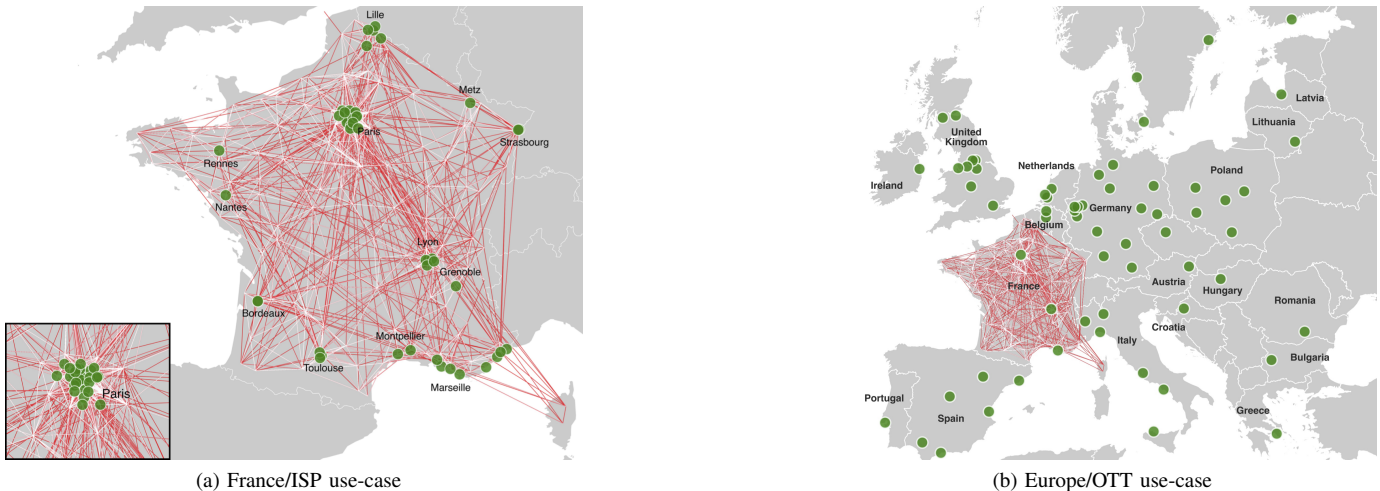 Lille
Metz
Paris
Strasbourg
Rennes
Nantes
Lyon
Grenoble
Bordeaux
Montpellier
Toulouse
Marseille
Paris
(a) France/ISP use-case
Latvia
Lithuania
United
Kingdom
Netherlands
Poland
Ireland
Germany
Belgium
France
Austria
Hungary
Romania
Croatia
Italy
Bulgaria
Portugal
Spain
Greece
(b) Europe/OTT use-case